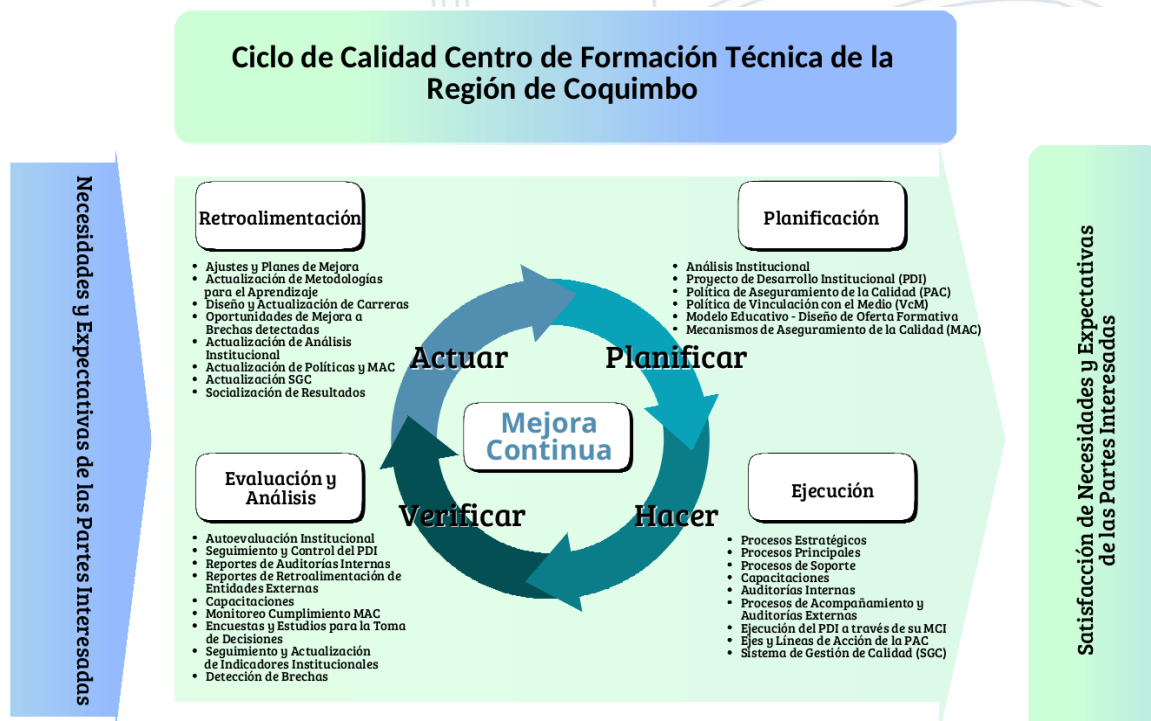 Ciclo de Calidad Centro de Formación Técnica de la
Región de Coquimbo
Necesidades y Expectativas de las Partes Interesadas
Retroalimentación
• Ajustes y Planes de Mejora
• Actualización de Metodologías
para el Aprendizaje
• Diseño y Actualización de Carreras
• Oportunidades de Mejora a
Brechas detectadas
• Actualización de Análisis
Institucional
• Actualización de Políticas y MAC
• Actualización SGC
• Socialización de Resultados
Planificación
• Análisis Institucional
• Proyecto de Desarrollo Institucional (PDI)
• Política de Aseguramiento de la Calidad (PAC)
• Política de Vinculación con el Medio (VcM)
• Modelo Educativo - Diseño de Oferta Formativa
• Mecanismos de Aseguramiento de la Calidad (MAC)
Actuar
Planificar
Mejora
Continua
Verificar
Hacer
Evaluación y
Análisis
• Autoevaluación Institucional
• Seguimiento y Control del PDI
• Reportes de Auditorías Internas
• Reportes de Retroalimentación de
Entidades Externas
• Capacitaciones
• Monitoreo Cumplimiento MAC
• Encuestas y Estudios para la Toma
de Decisiones
• Seguimiento y Actualización
de Indicadores Institucionales
• Detección de Brechas
Ejecución
• Procesos Estratégicos
• Procesos Principales
• Procesos de Soporte
• Capacitaciones
• Auditorías Internas
• Procesos de Acompañamiento y
Auditorías Externas
• Ejecución del PDI a través de su MCI
• Ejes y Líneas de Acción de la PAC
• Sistema de Gestión de Calidad (SGC)
Satisfacción de Necesidades y Expectativas
de las Partes Interesadas